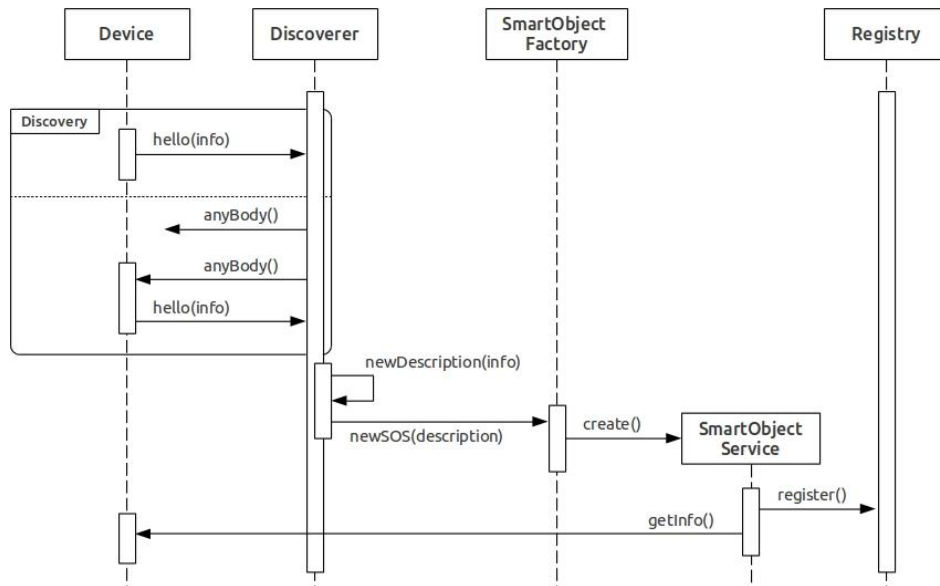 Device
Discoverer
SmartObject
Factory
Registry
Discovery
hello(info)
anyBody()
anyBody()
hello(info)
newDescription(info)
newSOS(description)
create()
SmartObject
Service
register()
getInfo()